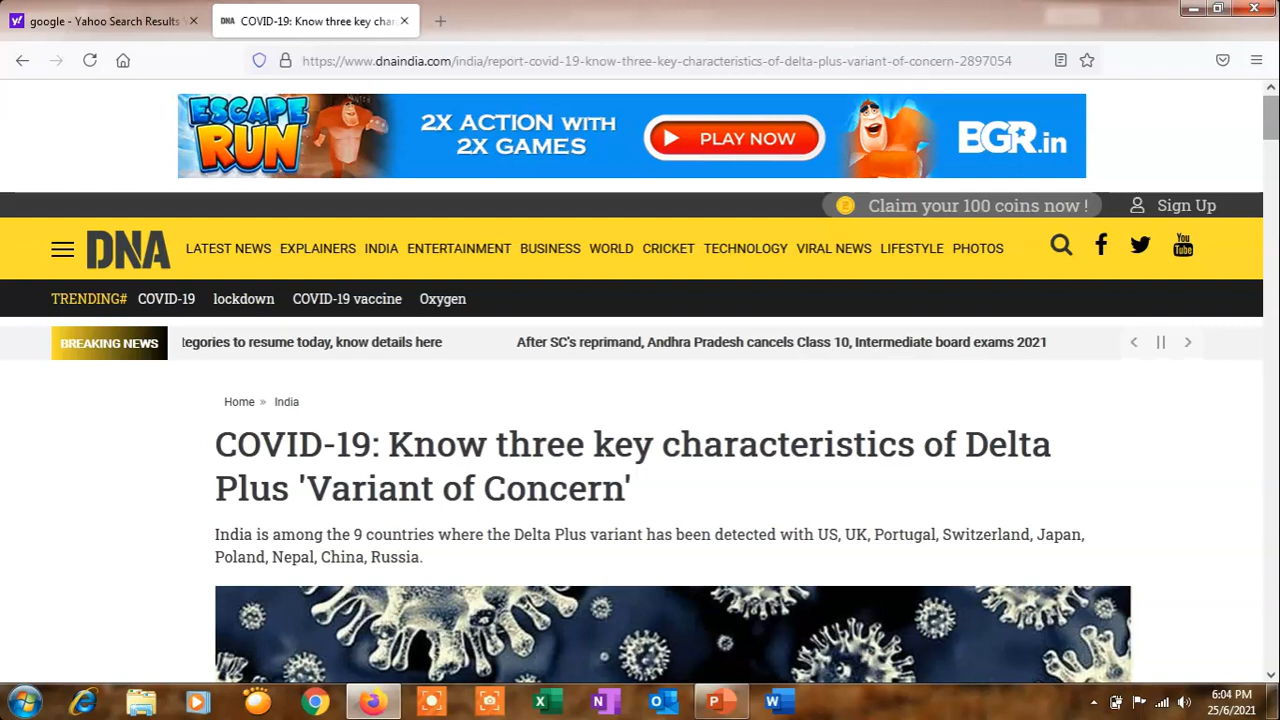 google - Yahoo Search Results
COVID-19: Know three key char
https://www.dnaindia.com/india/report-covid-19-know-three-key-characteristics-of-delta-plus-variant-of-concern-2897054
ESCAPE
RUN
2X ACTION WITH
2X GAMES
PLAY NOW
BGR.in
Claim your 100 coins now !
Sign Up
DNA
LATEST NEWS EXPLAINERS INDIA ENTERTAINMENT BUSINESS WORLD CRICKET TECHNOLOGY VIRAL NEWS LIFESTYLE PHOTOS
You
Tube
TRENDING# COVID-19 lockdown COVID-19 vaccine Oxygen
BREAKING NEWS
tegories to resume today, know details here
After SC's reprimand, Andhra Pradesh cancels Class 10, Intermediate board exams 2021
Home » India
COVID-19: Know three key characteristics of Delta
Plus 'Variant of Concern'
India is among the 9 countries where the Delta Plus variant has been detected with US, UK, Portugal, Switzerland, Japan,
Poland, Nepal, China, Russia.
6:04 PM
25/6/2021